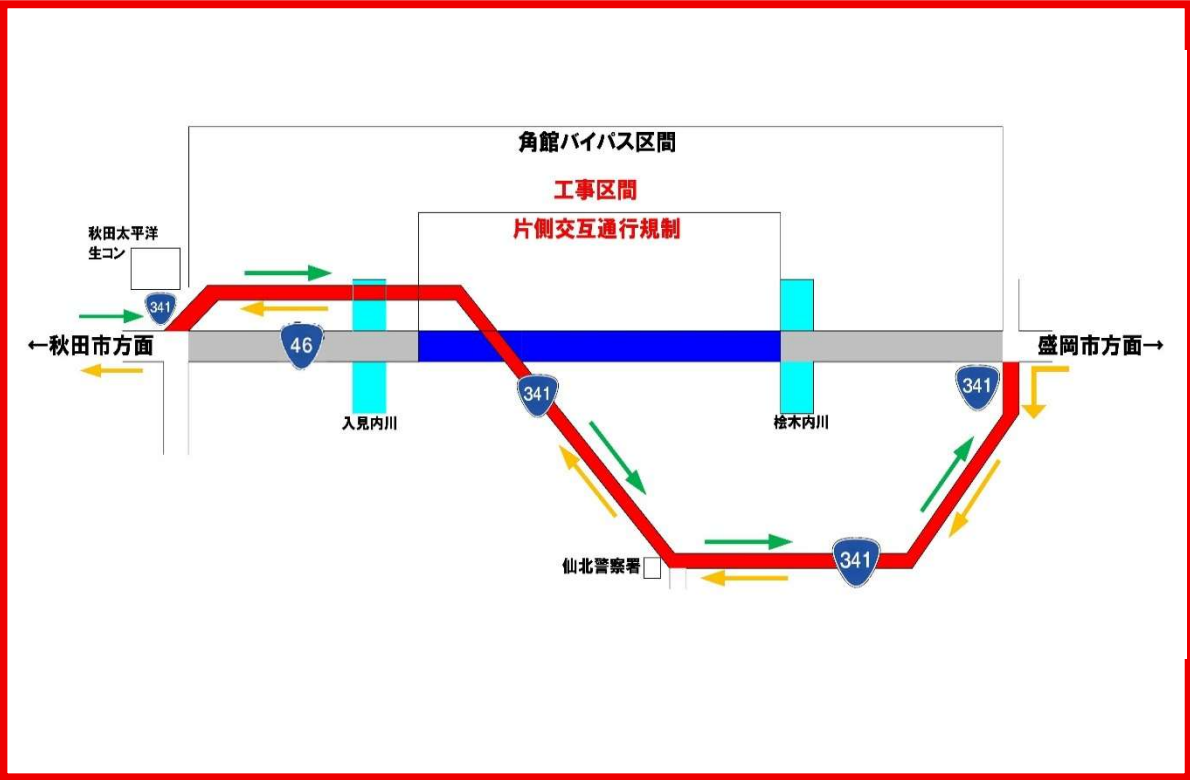 角館バイパス区間
工事区間
片側交互通行規制
秋田太平洋
生コン
341
←秋田市方面
46
盛岡市方面→
341
341
入見内川
桧木内川
仙北警察署
341